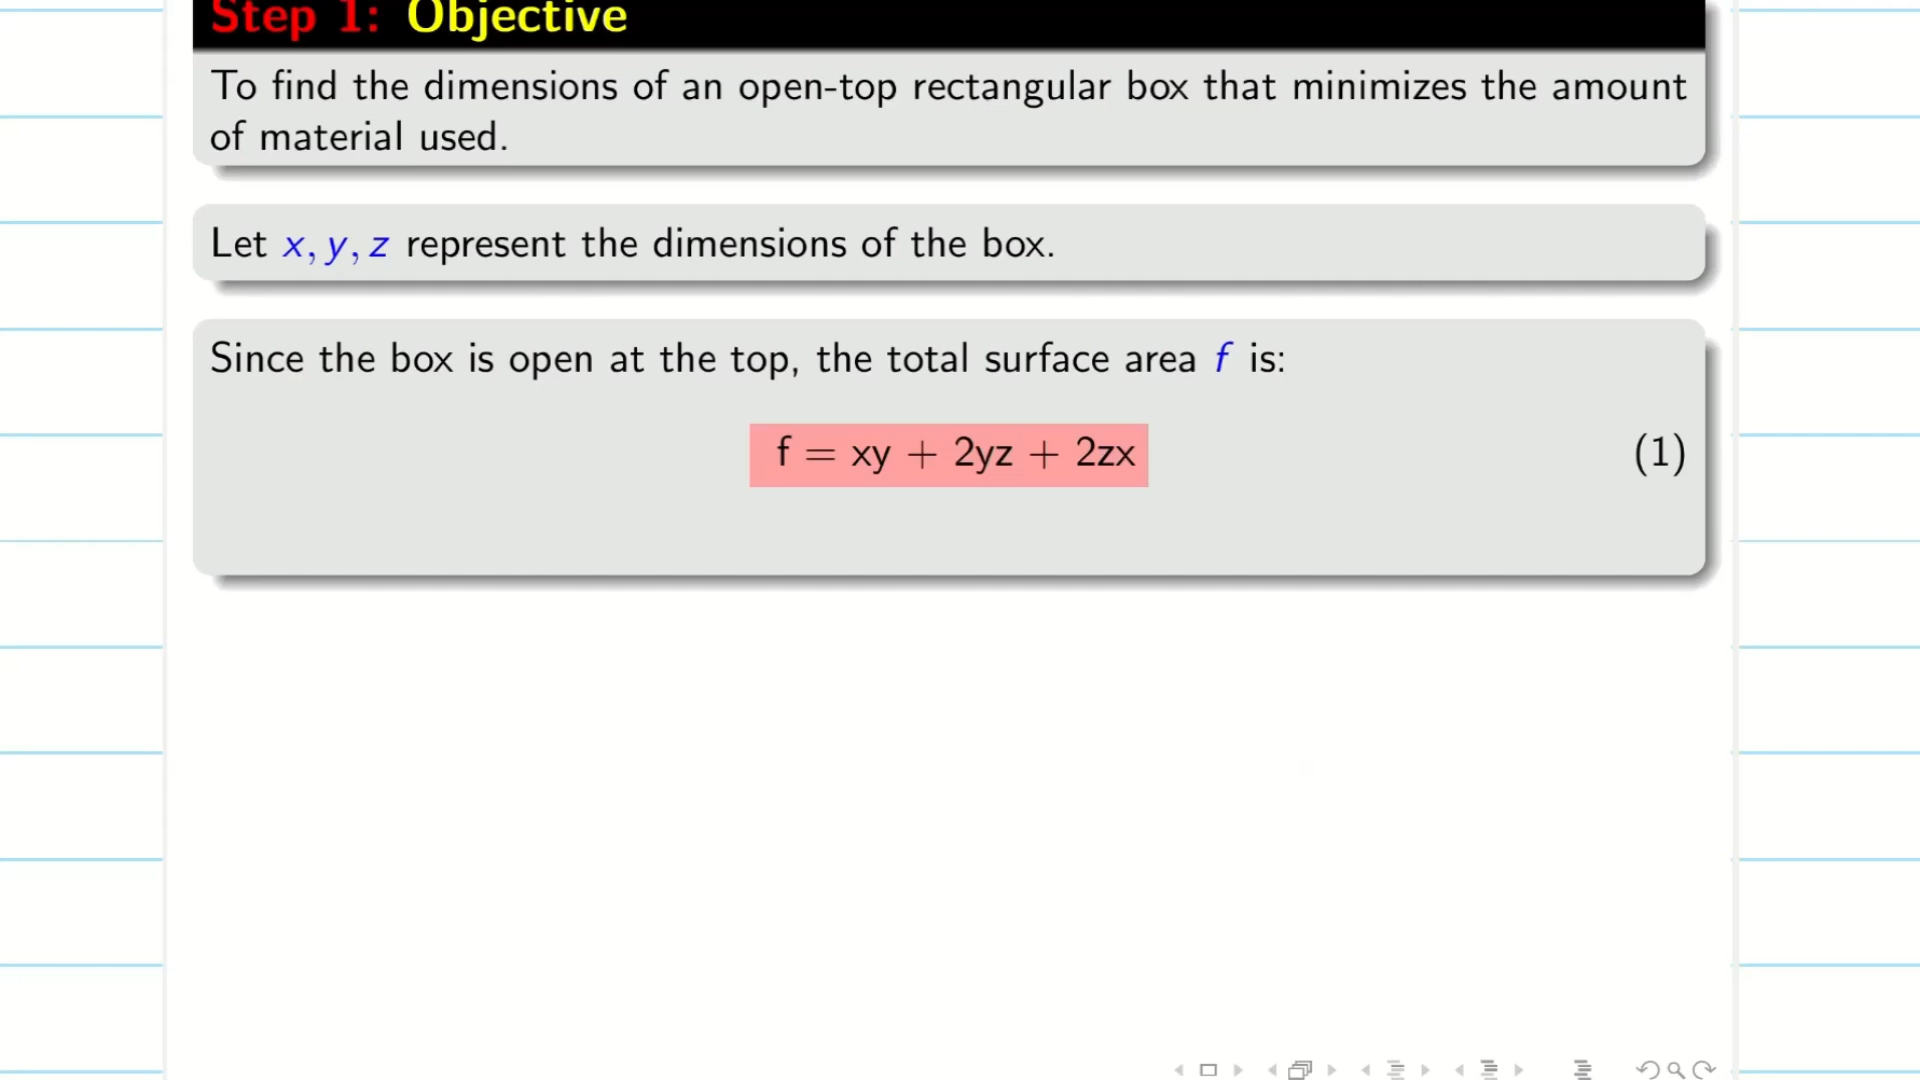 Step 1: Objective
To find the dimensions of an open-top rectangular box that minimizes the amount
of material used.
Let x, y, z represent the dimensions of the box.
Since the box is open at the top, the total surface area f is:
f = xy + 2yz + 2zx (1)